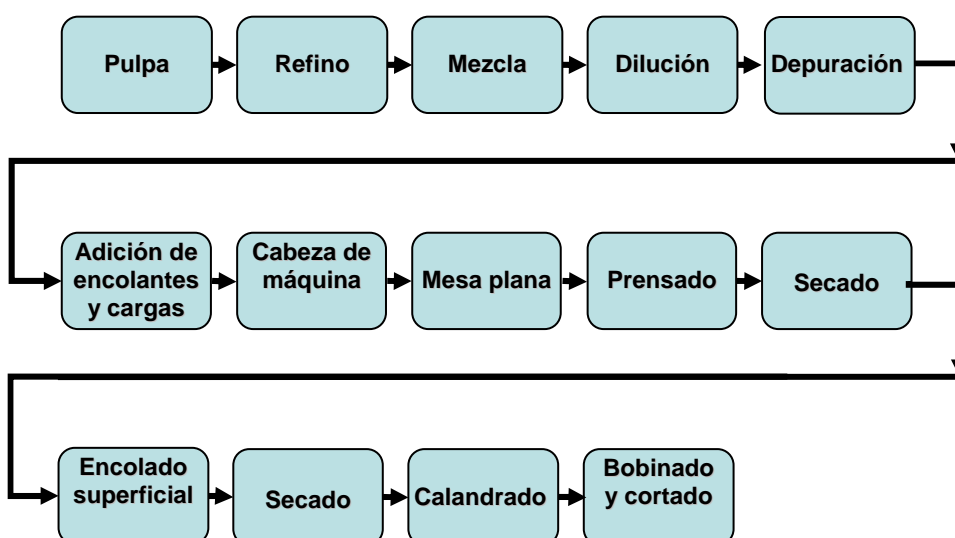 Pulpa
Refino
Mezcla
Dilución
Depuración
Adición de
encolantes
y cargas
Cabeza de
máquina
Mesa plana
Prensado
Secado
Encolado
superficial
Secado
Calandrado
Bobinado
y cortado